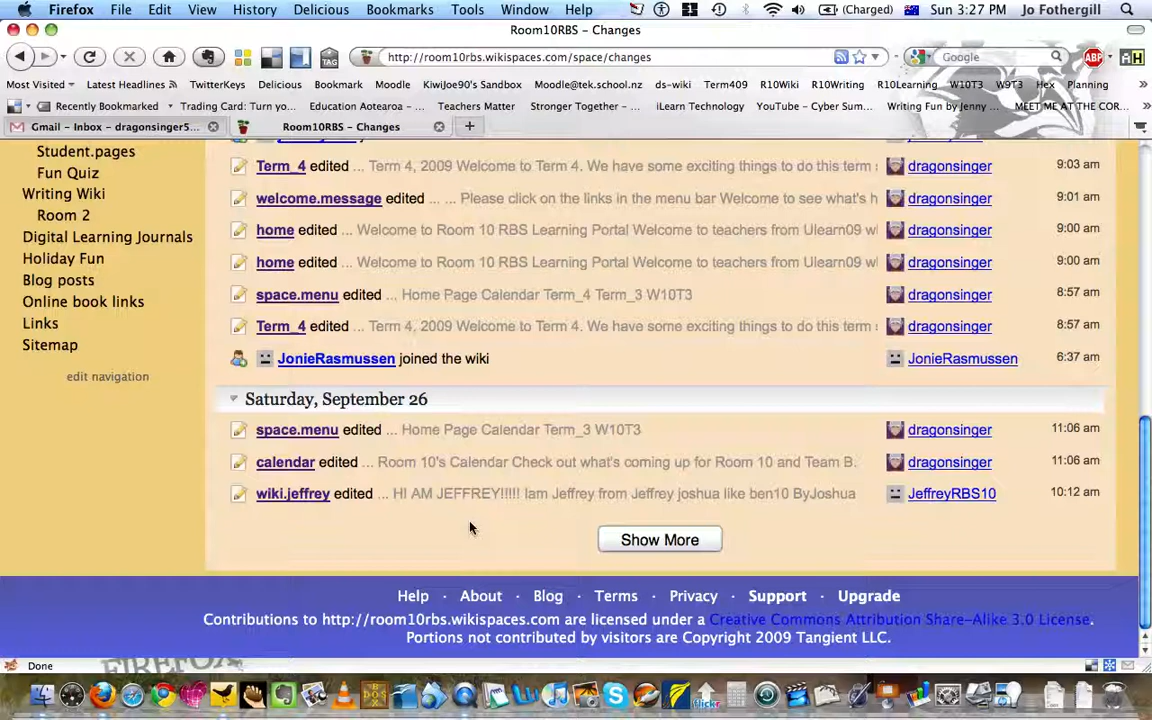 Firefox File Edit View History Delicious Bookmarks Tools Window Help (Charged) Sun 3:27 PM Jo Fothergill
Room10RBS – Changes
http://room10rbs.wikispaces.com/space/changes Google
Most Visited Latest Headlines TwitterKeys Delicious Bookmark Moodle KiwiJoe90's Sandbox Moodle@tek.school.nz ds-wiki Term409 R10Wiki R10Writing R10Learning W10T3 W9T3 Hex Planning
Recently Bookmarked Trading Card: Turn yo... Education Aotearoa –... Teachers Matter Stronger Together –... iLearn Technology YouTube – Cyber Sum... Writing Fun by Jenny ... MEET ME AT THE COR...
Gmail – Inbox – dragonsinger5... Room10RBS – Changes
Student.pages
Fun Quiz
Writing Wiki
Room 2
Digital Learning Journals
Holiday Fun
Blog posts
Online book links
Links
Sitemap
edit navigation
Term_4 edited ... Term 4, 2009 Welcome to Term 4. We have some exciting things to do this term dragonsinger 9:03 am
welcome.message edited ... ... Please click on the links in the menu bar Welcome to see what's h dragonsinger 9:01 am
home edited ... Welcome to Room 10 RBS Learning Portal Welcome to teachers from Ulearn09 wl dragonsinger 9:00 am
home edited ... Welcome to Room 10 RBS Learning Portal Welcome to teachers from Ulearn09 wl dragonsinger 9:00 am
space.menu edited ... Home Page Calendar Term_4 Term_3 W10T3 dragonsinger 8:57 am
Term_4 edited ... Term 4, 2009 Welcome to Term 4. We have some exciting things to do this term dragonsinger 8:57 am
JonieRasmussen joined the wiki JonieRasmussen 6:37 am
Saturday, September 26
space.menu edited ... Home Page Calendar Term_3 W10T3 dragonsinger 11:06 am
calendar edited ... Room 10's Calendar Check out what's coming up for Room 10 and Team B. dragonsinger 11:06 am
wiki.jeffrey edited ... HI AM JEFFREY!!!!! Iam Jeffrey from Jeffrey joshua like ben10 ByJoshua JeffreyRBS10 10:12 am
Show More
Help · About · Blog · Terms · Privacy · Support · Upgrade
Contributions to http://room10rbs.wikispaces.com are licensed under a Creative Commons Attribution Share-Alike 3.0 License.
Portions not contributed by visitors are Copyright 2009 Tangient LLC.
Done FIREFOX